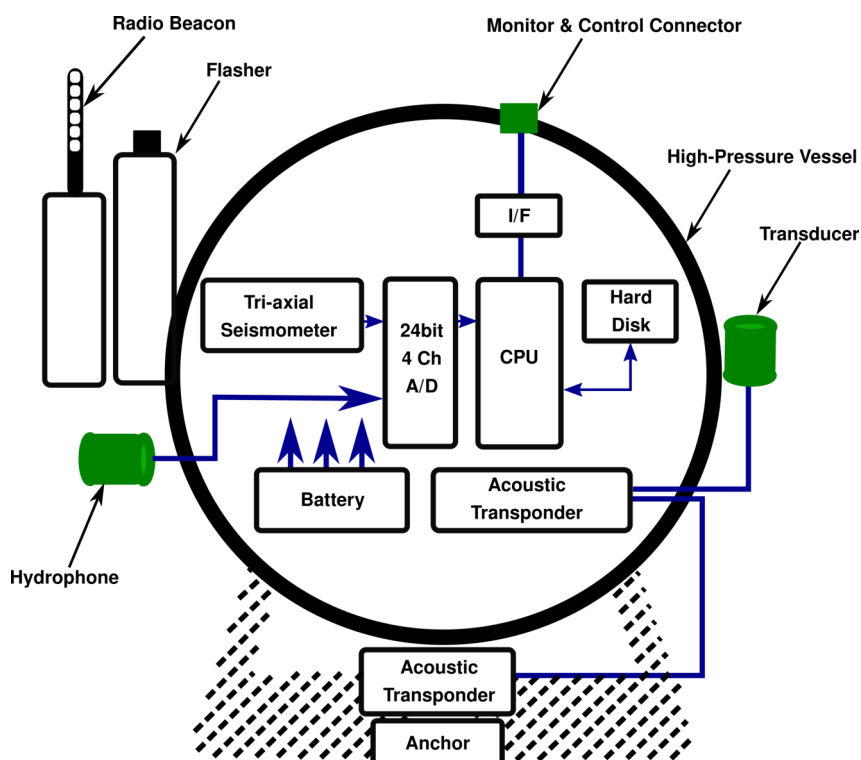 Radio Beacon
Monitor & Control Connector
Flasher
High-Pressure Vessel
I/F
Transducer
Tri-axial
Seismometer
24bit
4 Ch
A/D
CPU
Hard
Disk
Battery
Acoustic
Transponder
Hydrophone
Acoustic
Transponder
Anchor